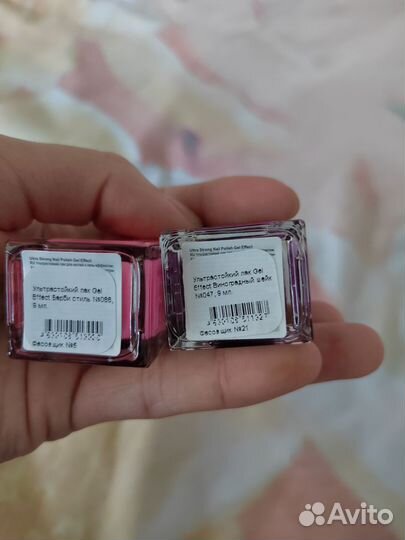 Ultra Strong Nail Polish Gel Effect
Ультрастойкий лак Gel
Effect Барби стиль №086,
9 мл.
Фасовщик №5
Ultra Strong Nail Polish Gel Effect
Ультрастойкий лак Gel
Effect Виноградный шейк
№047, 9 мл.
Фасовщик №21
Avito